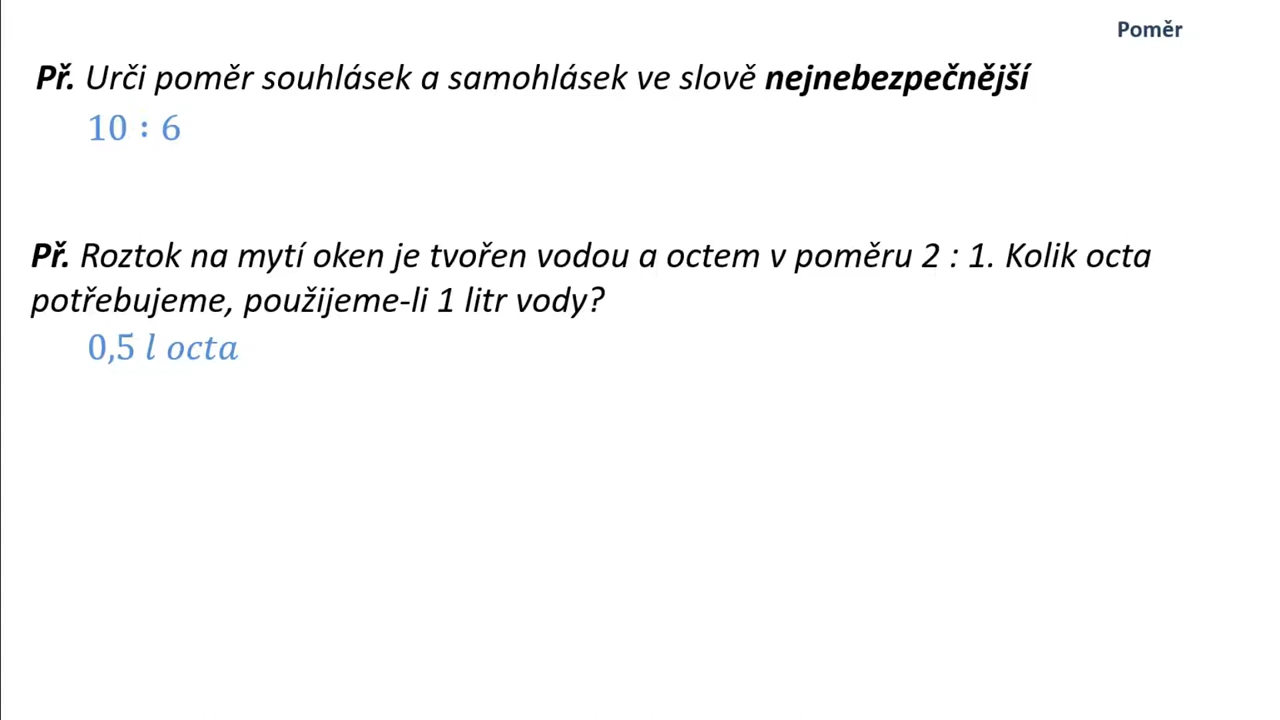 Poměr
Př. Urči poměr souhlásek a samohlásek ve slově nejnebezpečnější
10 : 6
Př. Roztok na mytí oken je tvořen vodou a octem v poměru 2 : 1. Kolik octa
potřebujeme, použijeme-li 1 litr vody?
0,5 l octa